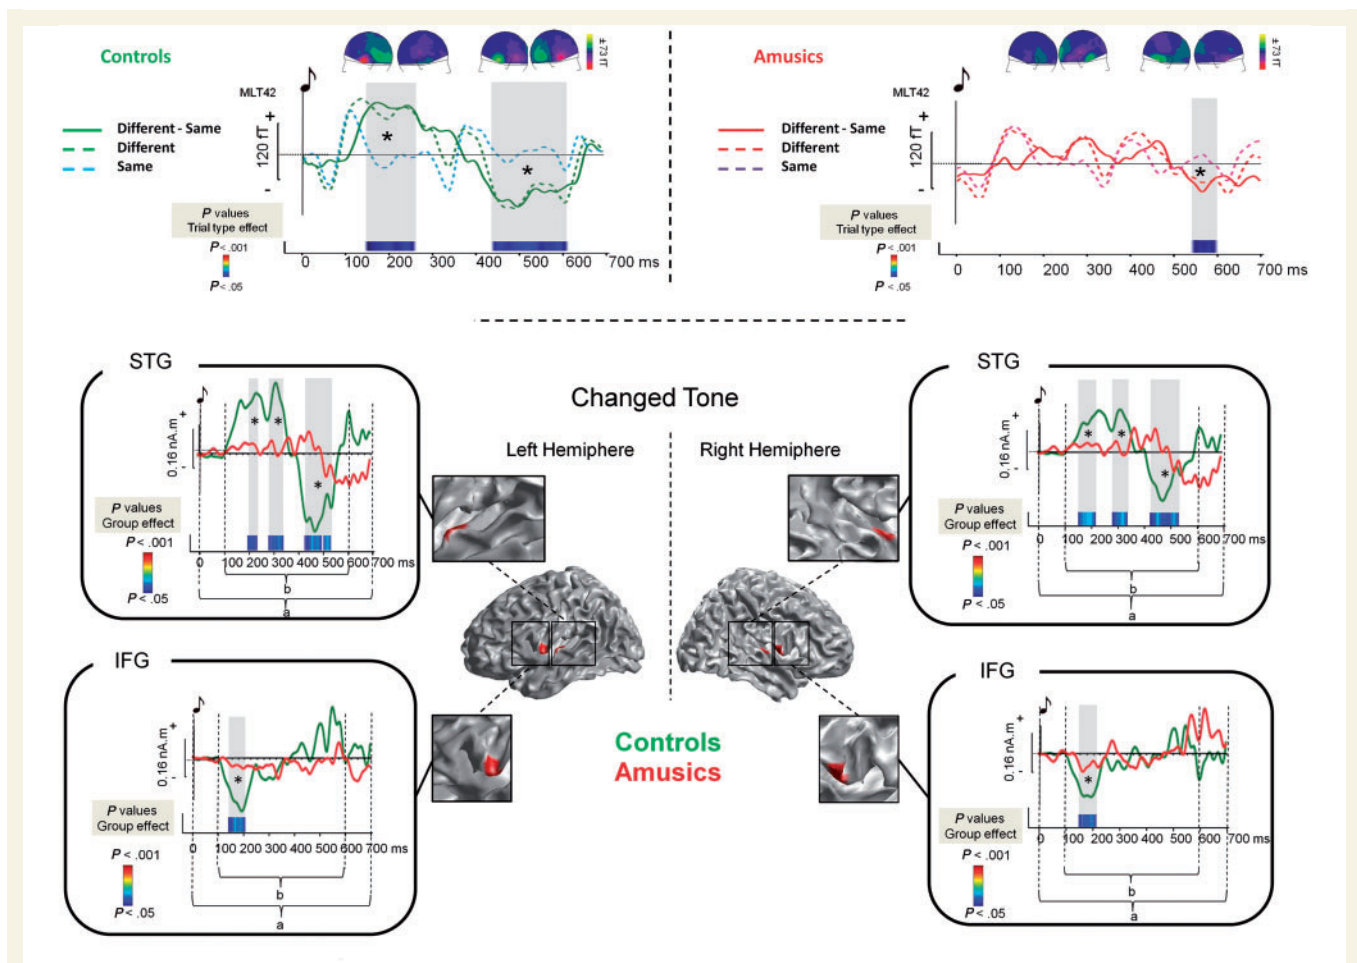 Controls
± 73 fT
MLT42
+
120 fT
-
Different - Same
Different
Same
*
*
P values
Trial type effect
P < .001
P < .05
0 100 200 300 400 500 600 700 ms
Amusics
± 73 fT
MLT42
+
120 fT
-
Different - Same
Different
Same
*
P values
Trial type effect
P < .001
P < .05
0 100 200 300 400 500 600 700 ms
STG
+
0,16 nA.m
-
* * *
P values
Group effect
P < .001
P < .05
0 100 200 300 400 500 600 700 ms
b
a
Changed Tone
Left Hemiphere
Right Hemiphere
STG
+
0,16 nA.m
-
* * *
P values
Group effect
P < .001
P < .05
0 100 200 300 400 500 600 700 ms
b
a
IFG
+
0,16 nA.m
-
*
P values
Group effect
P < .001
P < .05
0 100 200 300 400 500 600 700 ms
b
a
Controls
Amusics
IFG
+
0,16 nA.m
-
*
P values
Group effect
P < .001
P < .05
0 100 200 300 400 500 600 700 ms
b
a